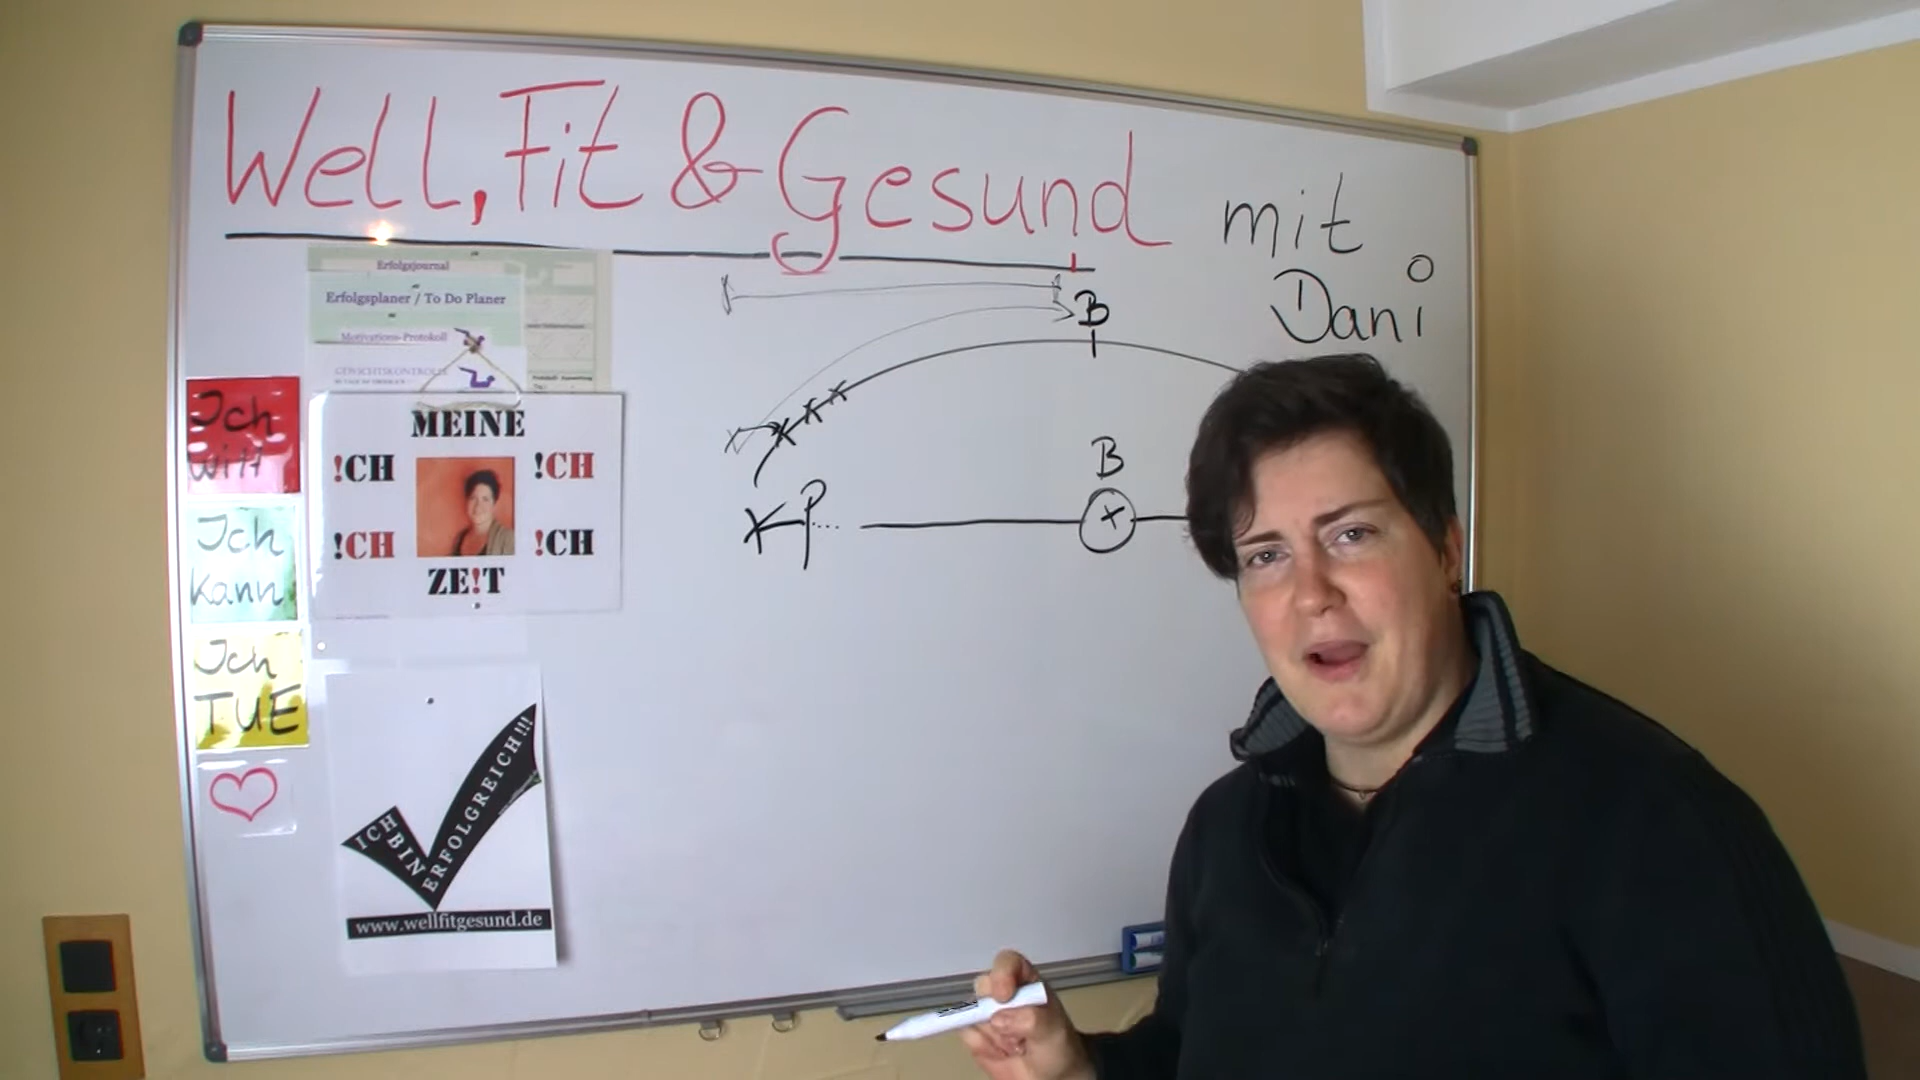 Well, Fit & Gesund mit
Dani
Erfolgsjournal
Erfolgsplaner / To Do Planer
Motivations-Protokoll
GEWICHTSKONTROLLE
B
Ich
will
Ich
kann
Ich
TUE
MEINE
!CH !CH
!CH !CH
ZE!T
B
KP....
x
ICH BIN ERFOLGREICH!!!
www.wellfitgesund.de